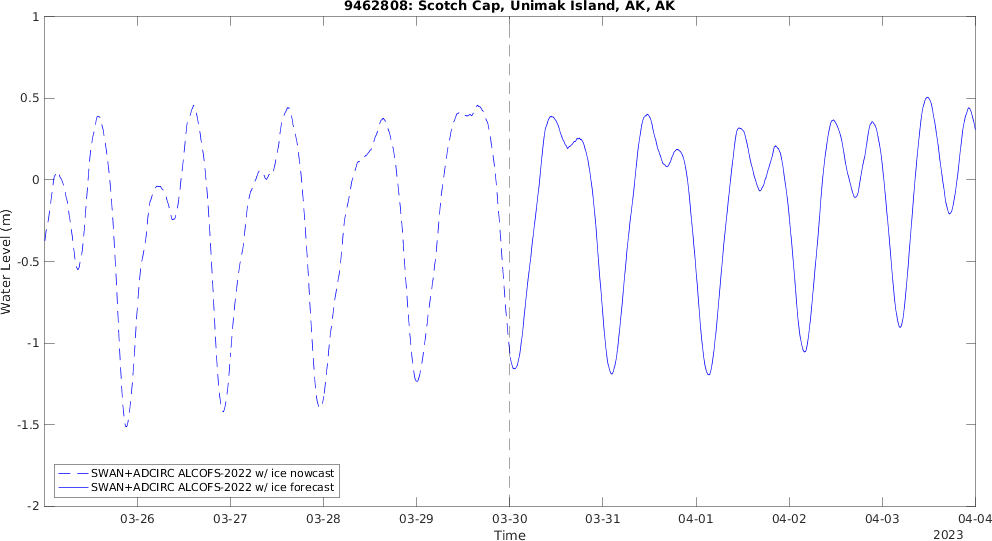 9462808: Scotch Cap, Unimak Island, AK, AK
1
0.5
0
-0.5
-1
-1.5
-2
Water Level (m)
SWAN+ADCIRC ALCOFS-2022 w/ ice nowcast
SWAN+ADCIRC ALCOFS-2022 w/ ice forecast
03-26 03-27 03-28 03-29 03-30 03-31 04-01 04-02 04-03 04-04
Time
2023